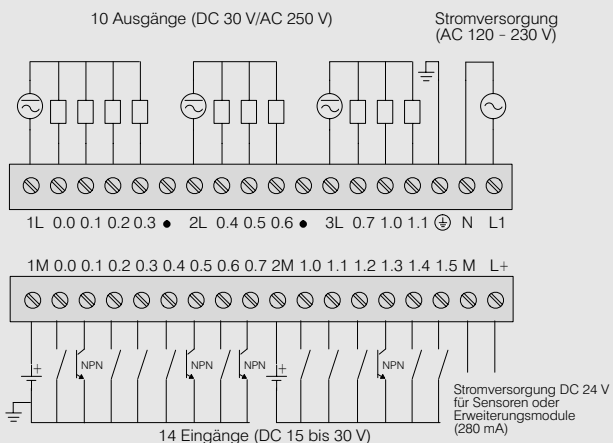 10 Ausgänge (DC 30 V/AC 250 V)
Stromversorgung
(AC 120 – 230 V)
1L 0.0 0.1 0.2 0.3 • 2L 0.4 0.5 0.6 • 3L 0.7 1.0 1.1 N L1
1M 0.0 0.1 0.2 0.3 0.4 0.5 0.6 0.7 2M 1.0 1.1 1.2 1.3 1.4 1.5 M L+
+ NPN NPN NPN + NPN
Stromversorgung DC 24 V
für Sensoren oder
Erweiterungsmodule
(280 mA)
14 Eingänge (DC 15 bis 30 V)